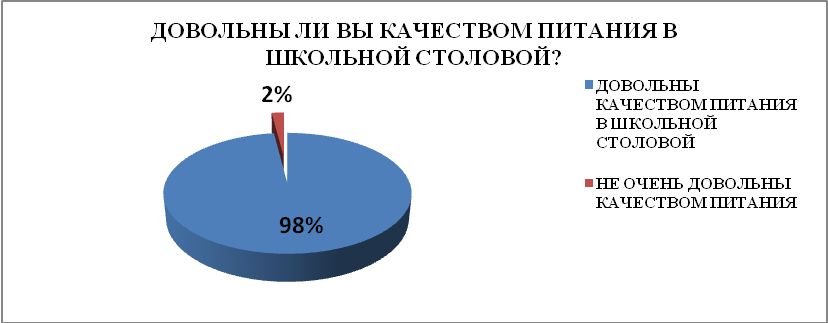 ДОВОЛЬНЫ ЛИ ВЫ КАЧЕСТВОМ ПИТАНИЯ В
ШКОЛЬНОЙ СТОЛОВОЙ?
2%
98%
ДОВОЛЬНЫ
КАЧЕСТВОМ ПИТАНИЯ
В ШКОЛЬНОЙ
СТОЛОВОЙ
НЕ ОЧЕНЬ ДОВОЛЬНЫ
КАЧЕСТВОМ ПИТАНИЯ